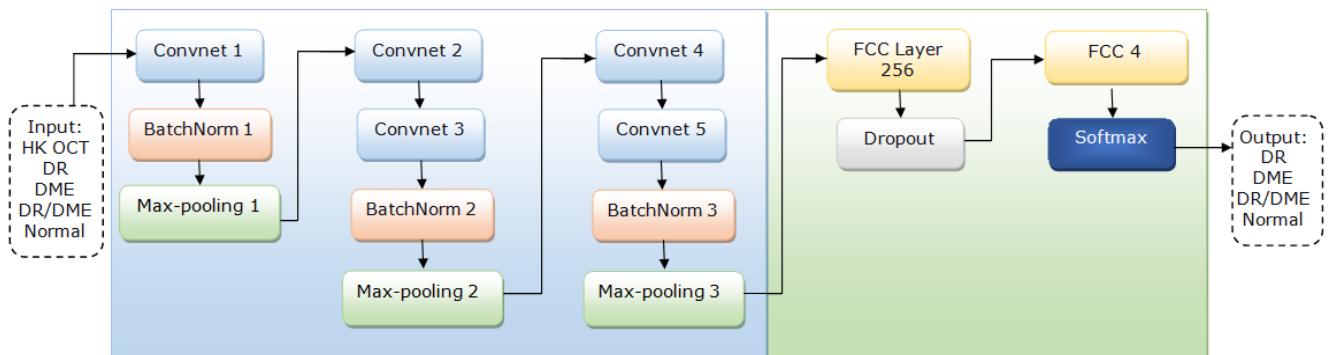 Input:
HK OCT
DR
DME
DR/DME
Normal
Convnet 1
BatchNorm 1
Max-pooling 1
Convnet 2
Convnet 3
BatchNorm 2
Max-pooling 2
Convnet 4
Convnet 5
BatchNorm 3
Max-pooling 3
FCC Layer
256
Dropout
FCC 4
Softmax
Output:
DR
DME
DR/DME
Normal